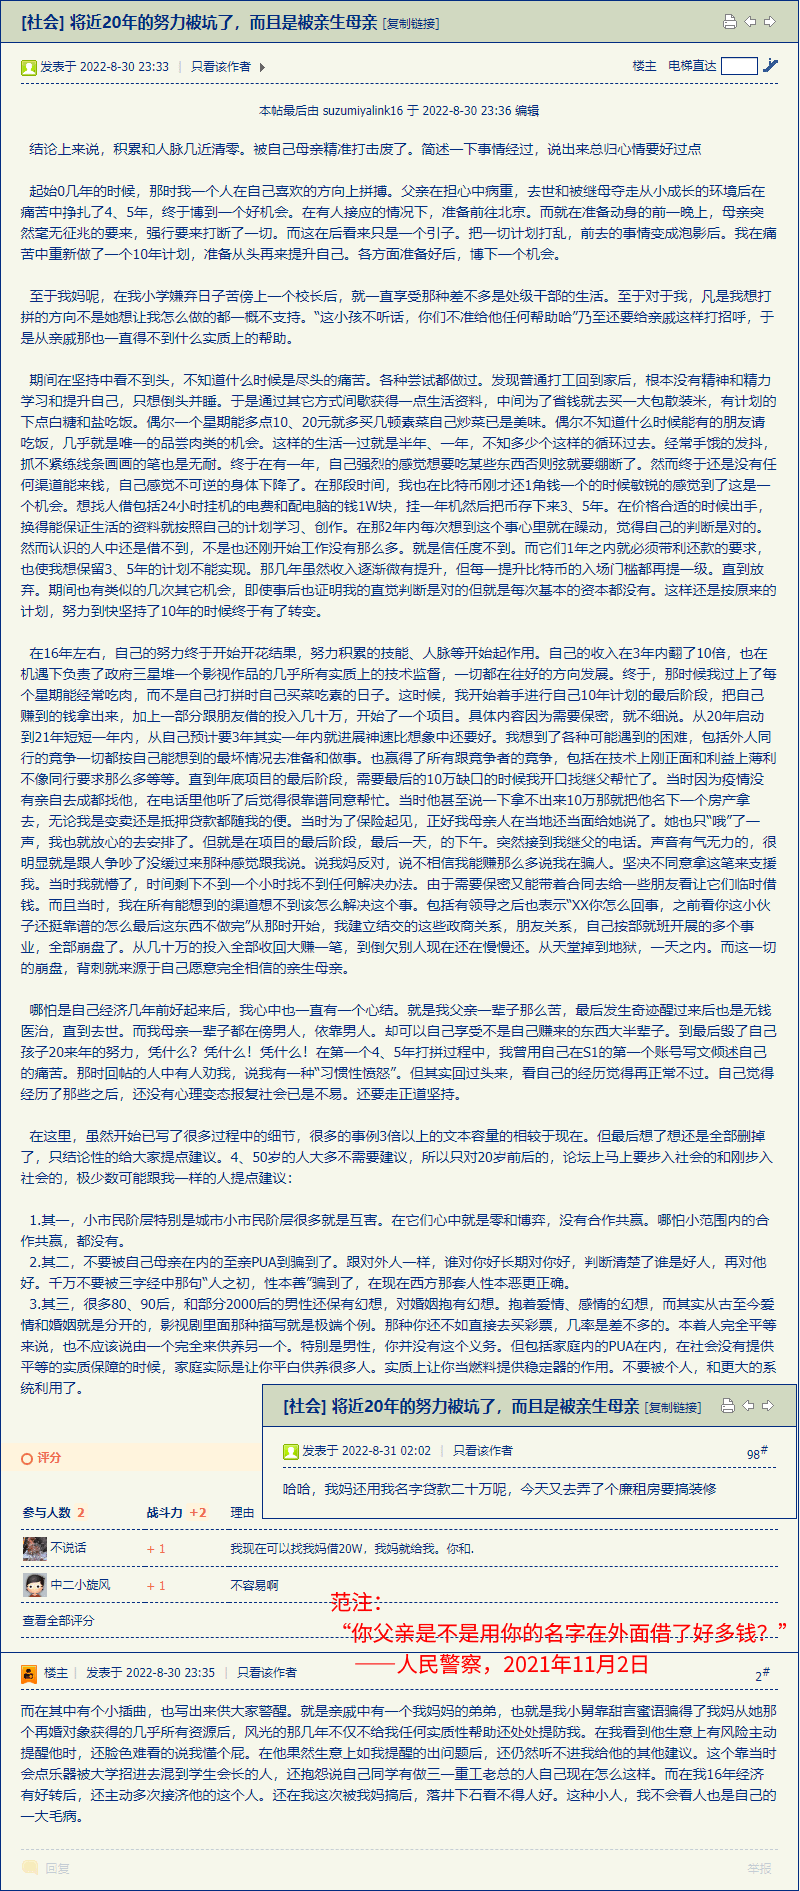 [社会] 将近20年的努力被坑了，而且是被亲生母亲 [复制链接]
发表于 2022-8-30 23:33 | 只看该作者
楼主 电梯直达
本帖最后由 suzumiyalink16 于 2022-8-30 23:36 编辑
结论上来说，积累和人脉几近清零。被自己母亲精准打击废了。简述一下事情经过，说出来总归心情要好过点
起始0几年的时候，那时我一个人在自己喜欢的方向上拼搏。父亲在担心中病重，去世和被继母夺走从小成长的环境后在
痛苦中挣扎了4、5年，终于博到一个好机会。在有人接应的情况下，准备前往北京。而就在准备动身的前一晚上，母亲突
然毫无征兆的要来，强行要来打断了一切。而这在后看来只是一个引子。把一切计划打乱，前去的事情变成泡影后。我在痛
苦中重新做了一个10年计划，准备从头再来提升自己。各方面准备好后，博下一个机会。
至于我妈呢，在我小学嫌弃日子苦傍上一个校长后，就一直享受那种差不多是处级干部的生活。至于对于我，凡是我想打
拼的方向不是她想让我怎么做的都一概不支持。“这小孩不听话，你们不准给他任何帮助哈”乃至还要给亲戚这样打招呼，于
是从亲戚那也一直得不到什么实质上的帮助。
期间在坚持中看不到头，不知道什么时候是尽头的痛苦。各种尝试都做过。发现普通打工回到家后，根本没有精神和精力
学习和提升自己，只想倒头并睡。于是通过其它方式间歇获得一点生活资料，中间为了省钱就去买一大包散装米，有计划的
下点白糖和盐吃饭。偶尔一个星期能多点10、20元就多买几顿素菜自己炒菜已是美味。偶尔不知道什么时候能有的朋友请
吃饭，几乎就是唯一的品尝肉类的机会。这样的生活一过就是半年、一年，不知多少个这样的循环过去。经常手饿的发抖，
抓不紧练线条画画的笔也是无耐。终于在有一年，自己强烈的感觉想要吃某些东西否则弦就要绷断了。然而终于还是没有任
何渠道能来钱，自己感觉不可逆的身体下降了。在那段时间，我也在比特币刚才还1角钱一个的时候敏锐的感觉到了这是一
个机会。想找人借包括24小时挂机的电费和配电脑的钱1W块，挂一年机然后把币存下来3、5年。在价格合适的时候出手，
换得能保证生活的资料就按照自己的计划学习、创作。在那2年内每次想到这个事心里就在躁动，觉得自己的判断是对的。
然而认识的人中还是借不到，不是也还刚开始工作没有那么多。就是信任度不到。而它们1年之内就必须带利还款的要求，
也使我想保留3、5年的计划不能实现。那几年虽然收入逐渐微有提升，但每一提升比特币的入场门槛都再提一级。直到放
弃。期间也有类似的几次其它机会，即使事后也证明我的直觉判断是对的但就是每次基本的资本都没有。这样还是按原来的
计划，努力到快坚持了10年的时候终于有了转变。
在16年左右，自己的努力终于开始开花结果，努力积累的技能、人脉等开始起作用。自己的收入在3年内翻了10倍，也在
机遇下负责了政府三星堆一个影视作品的几乎所有实质上的技术监督，一切都在往好的方向发展。终于，那时候我过上了每
个星期能经常吃肉，而不是自己打拼时自己买菜吃素的日子。这时候，我开始着手进行自己10年计划的最后阶段，把自己
赚到的钱拿出来，加上一部分跟朋友借的投入几十万，开始了一个项目。具体内容因为需要保密，就不细说。从20年启动
到21年短短一年内，从自己预计要3年其实一年内就进展神速比想象中还要好。我想到了各种可能遇到的困难，包括外人同
行的竞争一切都按自己能想到的最坏情况去准备和做事。也赢得了所有跟竞争者的竞争，包括在技术上刚正面和利益上薄利
不像同行要求那么多等等。直到年底项目的最后阶段，需要最后的10万缺口的时候我开口找继父帮忙了。当时因为疫情没
有亲自去成都找他，在电话里他听了后觉得很靠谱同意帮忙。当时他甚至说一下拿不出来10万那就把他名下一个房产拿
去，无论我是变卖还是抵押贷款都随我的便。当时为了保险起见，正好我母亲人在当地还当面给她说了。她也只“哦”了一
声，我也就放心的去安排了。但就是在项目的最后阶段，最后一天，的下午。突然接到我继父的电话。声音有气无力的，很
明显就是跟人争吵了没缓过来那种感觉跟我说。说我妈反对，说不相信我能赚那么多说我在骗人。坚决不同意拿这笔来支援
我。当时我就懵了，时间剩下不到一个小时找不到任何解决办法。由于需要保密又能带着合同去给一些朋友看让它们临时借
钱。而且当时，我在所有能想到的渠道想不到该怎么解决这个事。包括有领导之后也表示“XX你怎么回事，之前看你这小伙
子还挺靠谱的怎么最后这东西不做完”从那时开始，我建立结交的这些政商关系，朋友关系，自己按部就班开展的多个事
业，全部崩盘了。从几十万的投入全部收回大赚一笔，到倒欠别人现在还在慢慢还。从天堂掉到地狱，一天之内。而这一切
的崩盘，背刺就来源于自己愿意完全相信的亲生母亲。
哪怕是自己经济几年前好起来后，我心中也一直有一个心结。就是我父亲一辈子那么苦，最后发生奇迹醒过来后也是无钱
医治，直到去世。而我母亲一辈子都在傍男人，依靠男人。却可以自己享受不是自己赚来的东西大半辈子。到最后毁了自己
孩子20来年的努力，凭什么？凭什么！凭什么！在第一个4、5年打拼过程中，我曾用自己在S1的第一个账号写文倾述自己
的痛苦。那时回帖的人中有人劝我，说我有一种“习惯性愤怒”。但其实回过头来，看自己的经历觉得再正常不过。自己觉得
经历了那些之后，还没有心理变态报复社会已是不易。还要走正道坚持。
在这里，虽然开始已写了很多过程中的细节，很多的事例3倍以上的文本容量的相较于现在。但最后想了想还是全部删掉
了，只结论性的给大家提点建议。4、50岁的人大多不需要建议，所以只对20岁前后的，论坛上马上要步入社会的和刚步入
社会的，极少数可能跟我一样的人提点建议：
1.其一，小市民阶层特别是城市小市民阶层很多就是互害。在它们心中就是零和博弈，没有合作共赢。哪怕小范围内的合
作共赢，都没有。
2.其二，不要被自己母亲在内的至亲PUA到骗到了。跟对外人一样，谁对你好长期对你好，判断清楚了谁是好人，再对他
好。千万不要被三字经中那句“人之初，性本善”骗到了，在现在西方那套人性本恶更正确。
3.其三，很多80、90后，和部分2000后的男性还保有幻想，对婚姻抱有幻想。抱着爱情、感情的幻想，而其实从古至今爱
情和婚姻就是分开的，影视剧里面那种描写就是极端个例。那种你还不如直接去买彩票，几率是差不多的。本着人完全平等
来说，也不应该说由一个完全来供养另一个。特别是男性，你并没有这个义务。但包括家庭内的PUA在内，在社会没有提供
平等的实质保障的时候，家庭实际是让你平白供养很多人。实质上让你当燃料提供稳定器的作用。不要被个人，和更大的系
统利用了。
[社会] 将近20年的努力被坑了，而且是被亲生母亲 [复制链接]
发表于 2022-8-31 02:02 | 只看该作者
98#
哈哈，我妈还用我名字贷款二十万呢，今天又去弄了个廉租房要搞装修
评分
参与人数 2 战斗力 +2 理由
不说话 + 1 我现在可以找我妈借20W，我妈就给我。你和.
中二小旋风 + 1 不容易啊
查看全部评分
范注：
“你父亲是不是用你的名字在外面借了好多钱？”
——人民警察，2021年11月2日
楼主 | 发表于 2022-8-30 23:35 | 只看该作者
2#
而在其中有个小插曲，也写出来供大家警醒。就是亲戚中有一个我妈妈的弟弟，也就是我小舅靠甜言蜜语骗得了我妈从她那
个再婚对象获得的几乎所有资源后，风光的那几年不仅不给我任何实质性帮助还处处提防我。在我看到他生意上有风险主动
提醒他时，还脸色难看的说我懂个屁。在他果然生意上如我提醒的出问题后，还仍然听不进我给他的其他建议。这个靠当时
会点乐器被大学招进去混到学生会长的人，还抱怨说自己同学有做三一重工老总的人自己现在怎么这样。而在我16年经济
有好转后，还主动多次接济他的这个人。还在我这次被我妈搞后，落井下石看不得人好。这种小人，我不会看人也是自己的
一大毛病。
回复
举报